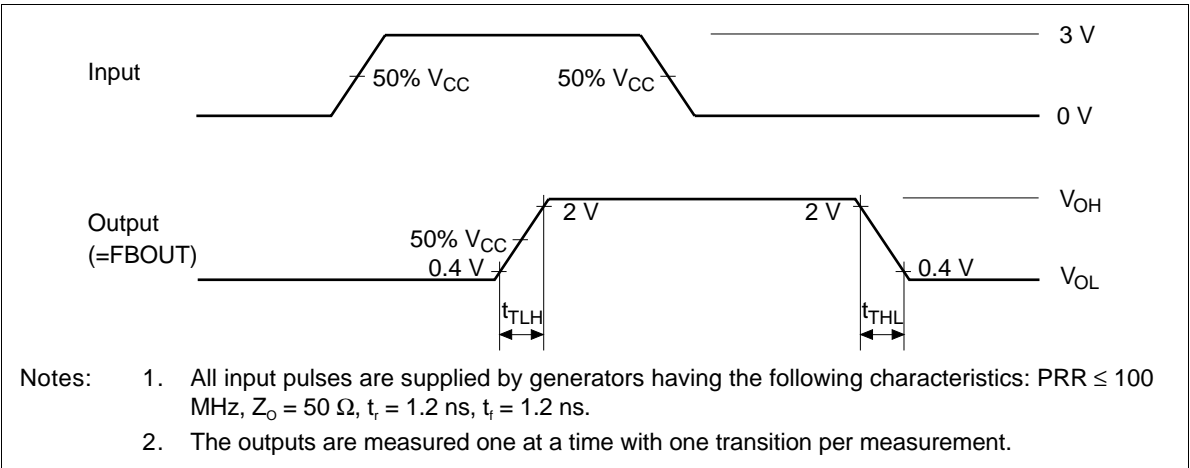 3 V
Input
50% VCC 50% VCC
0 V
VOH
2 V 2 V
Output
(=FBOUT)
50% VCC
0.4 V 0.4 V
VOL
tTLH tTHL
Notes: 1. All input pulses are supplied by generators having the following characteristics: PRR ≤ 100
MHz, ZO = 50 Ω, tr = 1.2 ns, tf = 1.2 ns.
2. The outputs are measured one at a time with one transition per measurement.